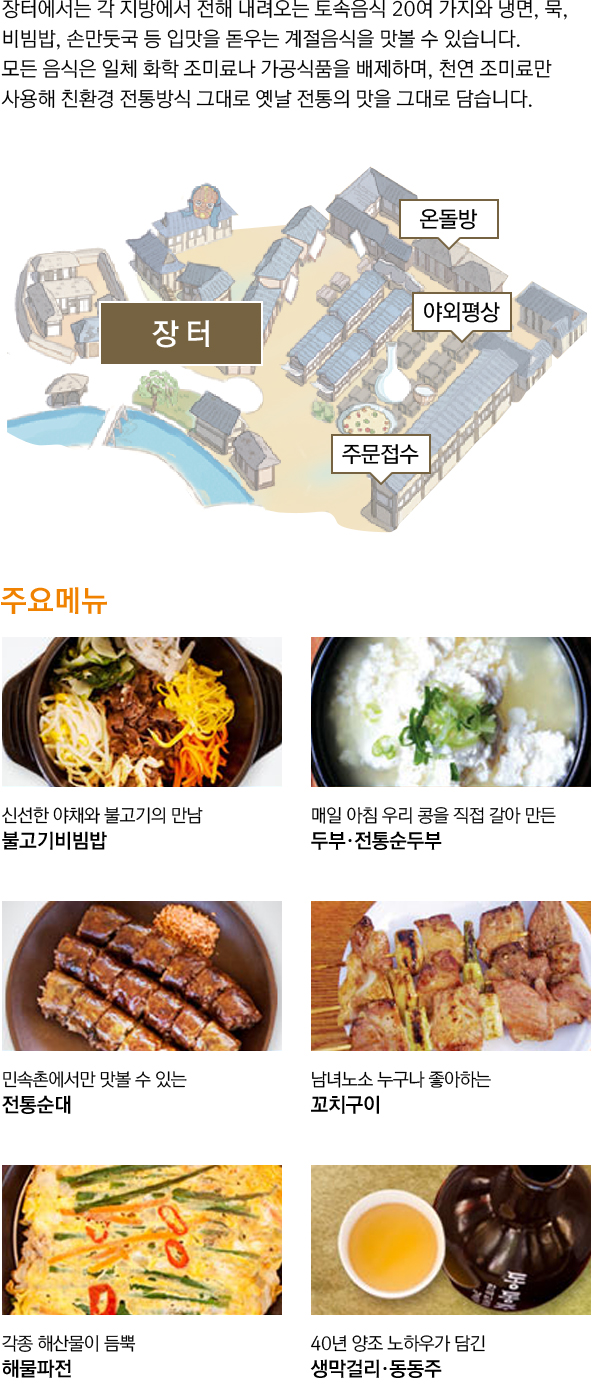 장터에서는 각 지방에서 전해 내려오는 토속음식 20여 가지와 냉면, 묵,
비빔밥, 손만둣국 등 입맛을 돋우는 계절음식을 맛볼 수 있습니다.
모든 음식은 일체 화학 조미료나 가공식품을 배제하며, 천연 조미료만
사용해 친환경 전통방식 그대로 옛날 전통의 맛을 그대로 담습니다.
온돌방
야외평상
장 터
주문접수
주요메뉴
신선한 야채와 불고기의 만남
불고기비빔밥
매일 아침 우리 콩을 직접 갈아 만든
두부·전통순두부
민속촌에서만 맛볼 수 있는
전통순대
남녀노소 누구나 좋아하는
꼬치구이
각종 해산물이 듬뿍
해물파전
40년 양조 노하우가 담긴
생막걸리·동동주